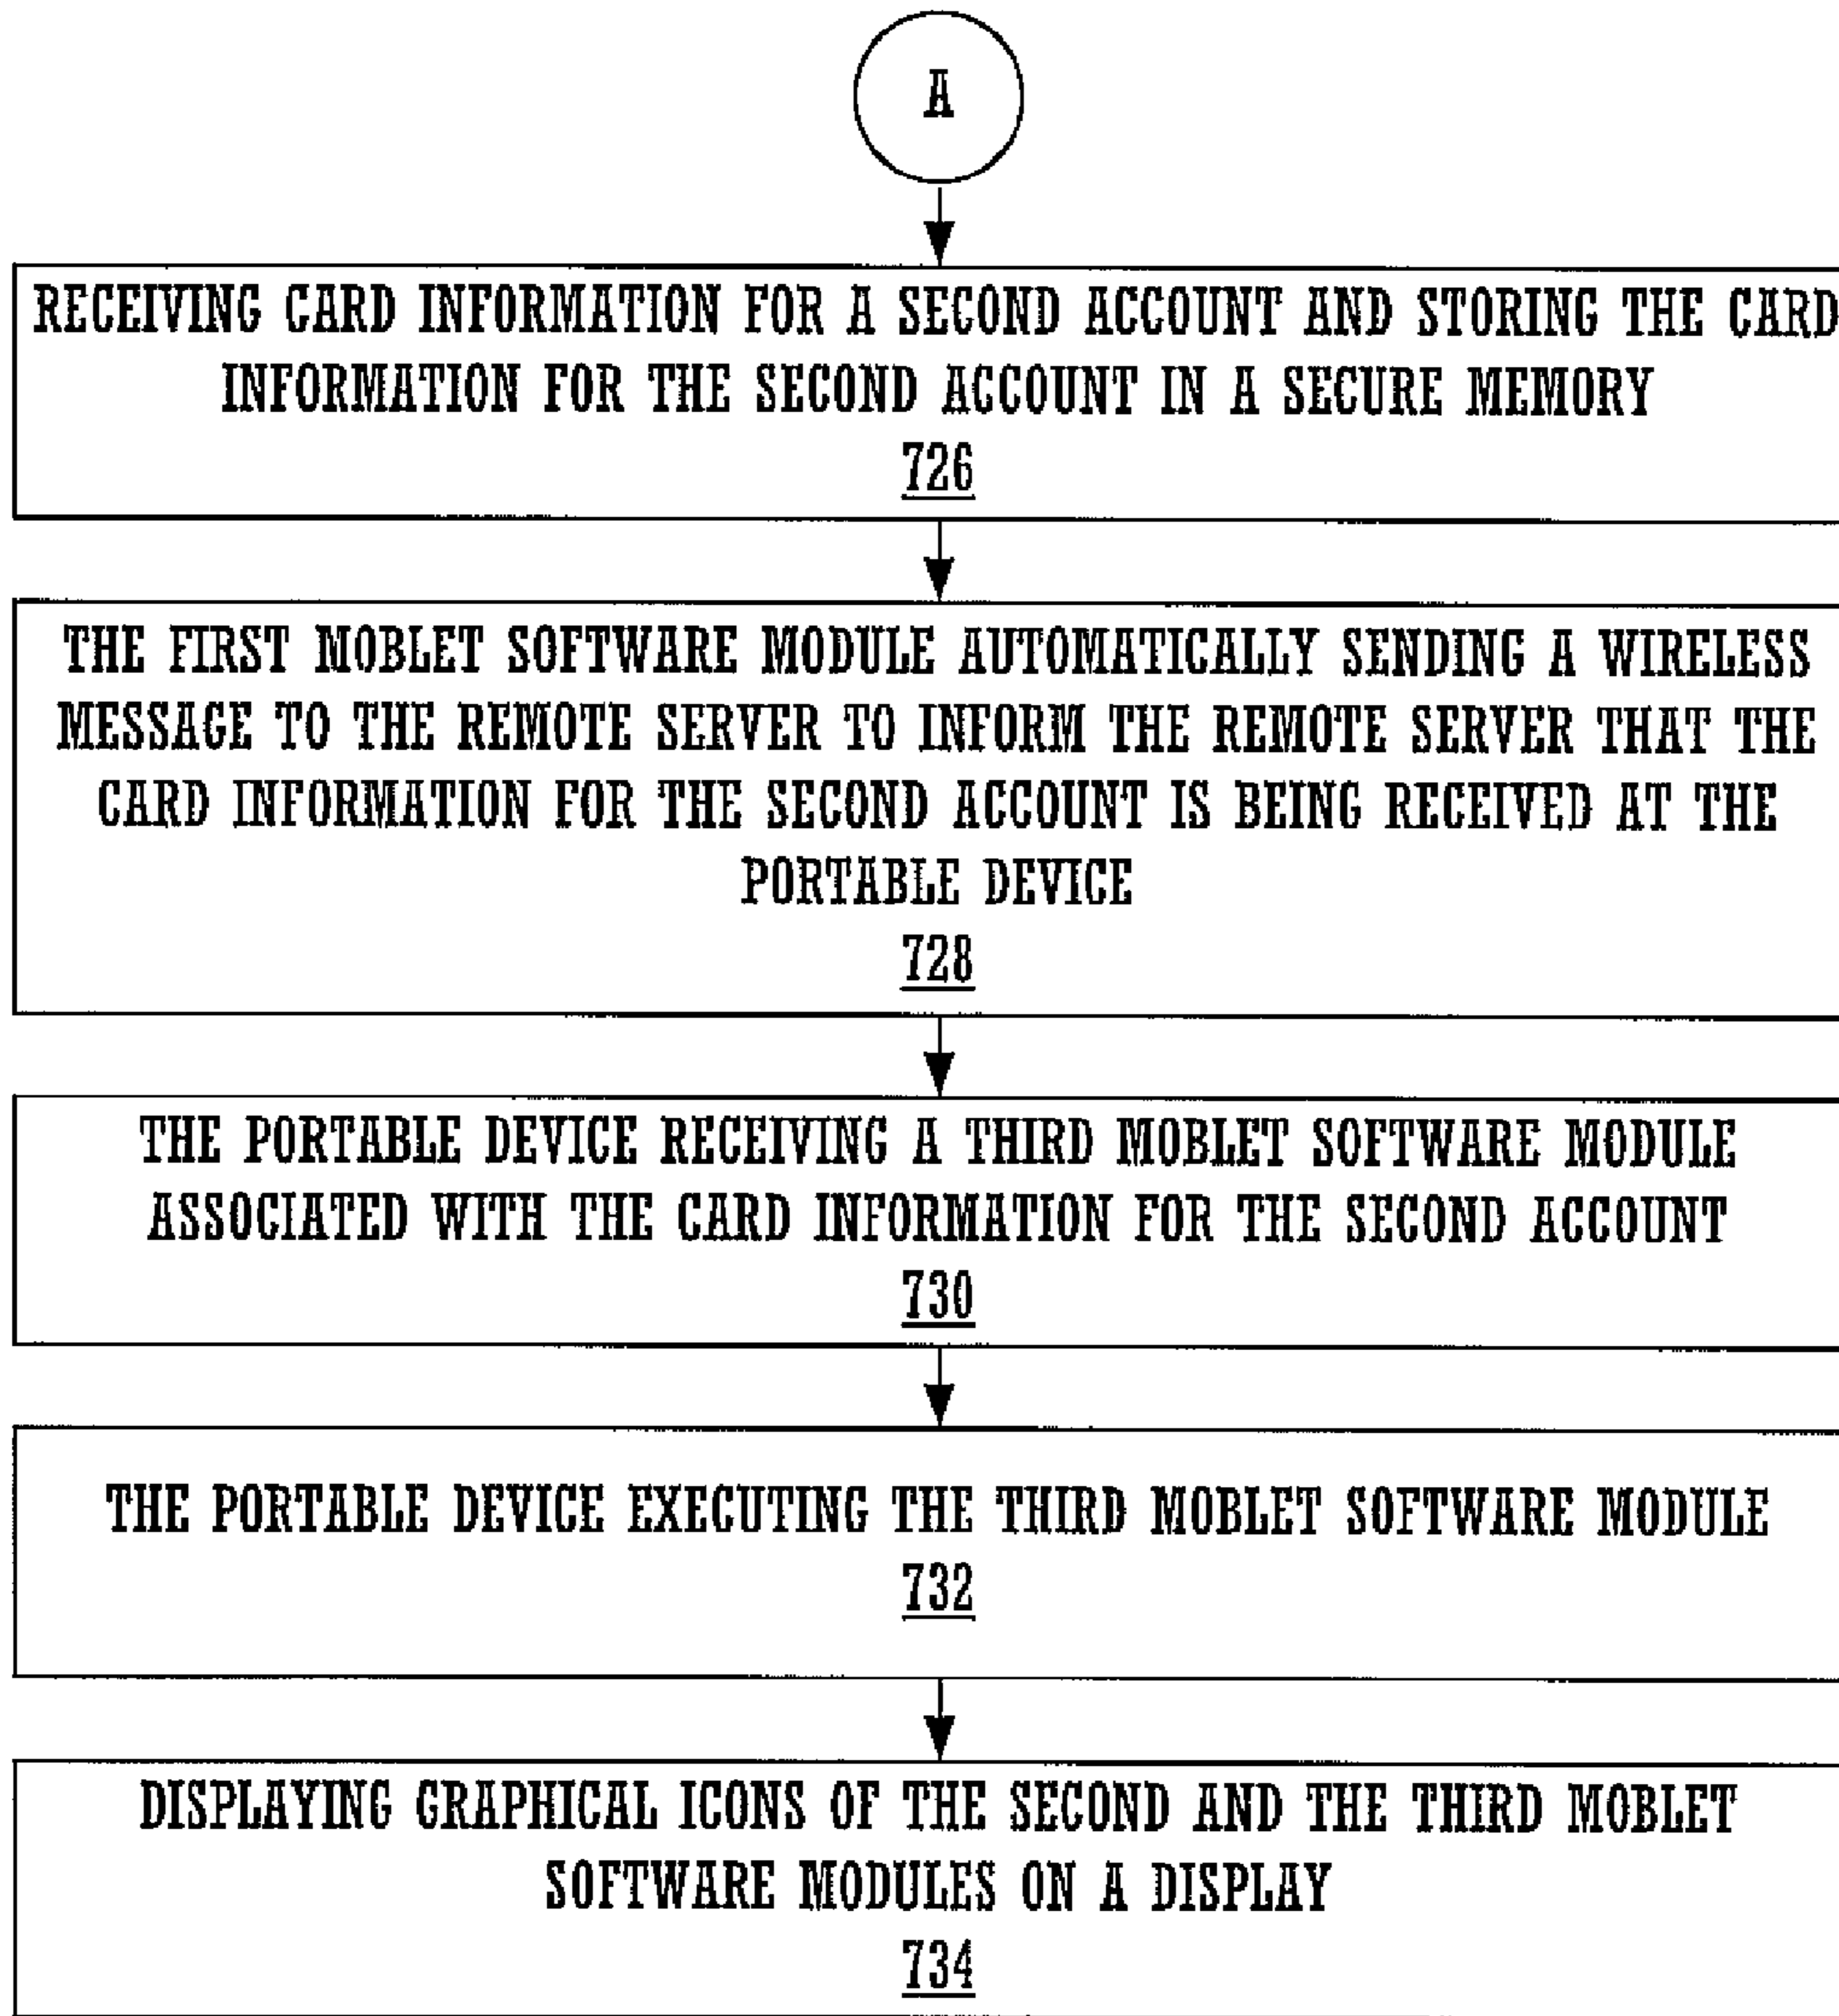 A
RECEIVING CARD INFORMATION FOR A SECOND ACCOUNT AND STORING THE CARD
INFORMATION FOR THE SECOND ACCOUNT IN A SECURE MEMORY
726
THE FIRST MOBLET SOFTWARE MODULE AUTOMATICALLY SENDING A WIRELESS
MESSAGE TO THE REMOTE SERVER TO INFORM THE REMOTE SERVER THAT THE
CARD INFORMATION FOR THE SECOND ACCOUNT IS BEING RECEIVED AT THE
PORTABLE DEVICE
728
THE PORTABLE DEVICE RECEIVING A THIRD MOBLET SOFTWARE MODULE
ASSOCIATED WITH THE CARD INFORMATION FOR THE SECOND ACCOUNT
730
THE PORTABLE DEVICE EXECUTING THE THIRD MOBLET SOFTWARE MODULE
732
DISPLAYING GRAPHICAL ICONS OF THE SECOND AND THE THIRD MOBLET
SOFTWARE MODULES ON A DISPLAY
734